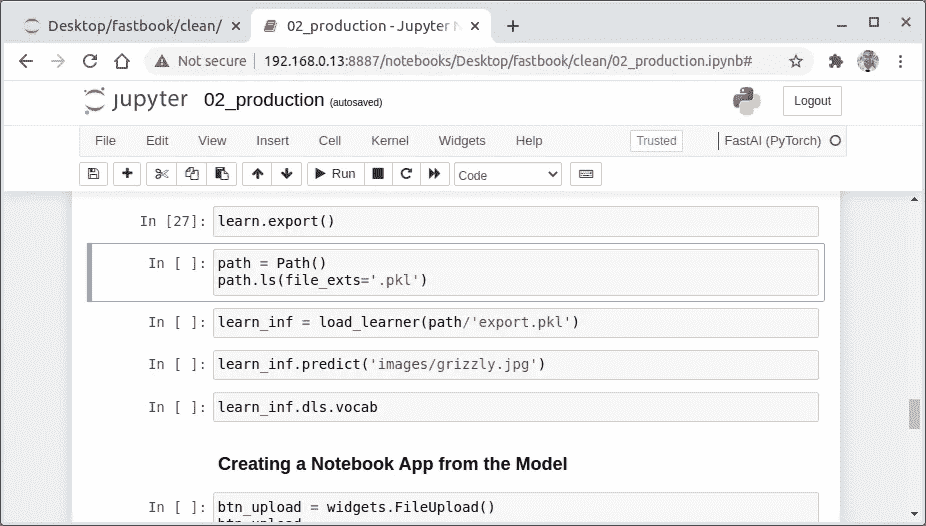 Desktop/fastbook/clean/
02_production - Jupyter N
Not secure
192.168.0.13:8887/notebooks/Desktop/fastbook/clean/02_production.ipynb#
jupyter 02_production (autosaved)
Logout
File Edit View Insert Cell Kernel Widgets Help
Trusted
FastAI (PyTorch)
Run
Code
In [27]: learn.export()
In [ ]: path = Path()
path.ls(file_exts='.pkl')
In [ ]: learn_inf = load_learner(path/'export.pkl')
In [ ]: learn_inf.predict('images/grizzly.jpg')
In [ ]: learn_inf.dls.vocab
Creating a Notebook App from the Model
In [ ]: btn_upload = widgets.FileUpload()